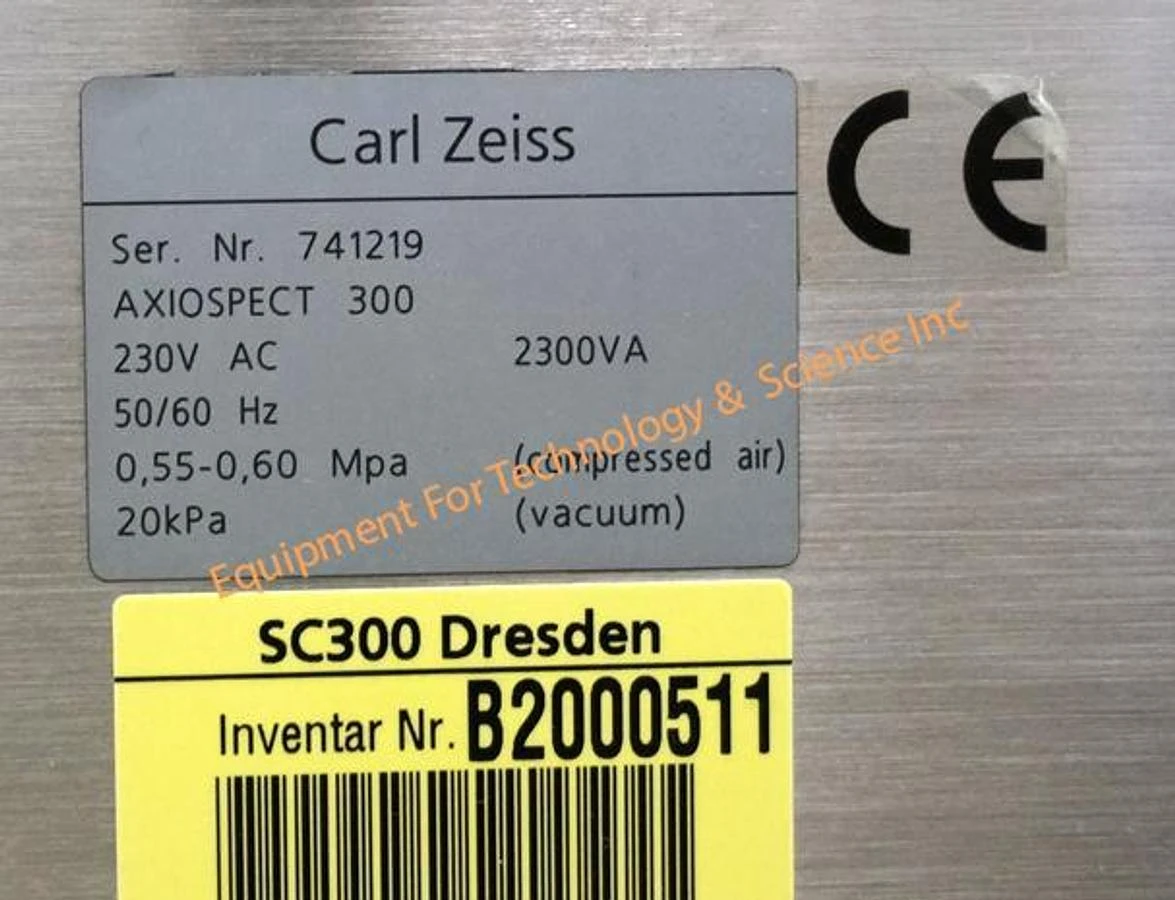 Carl Zeiss
CE
Ser. Nr. 741219
AXIOSPECT 300
230V AC 2300VA
50/60 Hz
0,55-0,60 Mpa (compressed air)
20kPa (vacuum)
Equipment For Technology & Science Inc
SC300 Dresden
Inventar Nr. B2000511